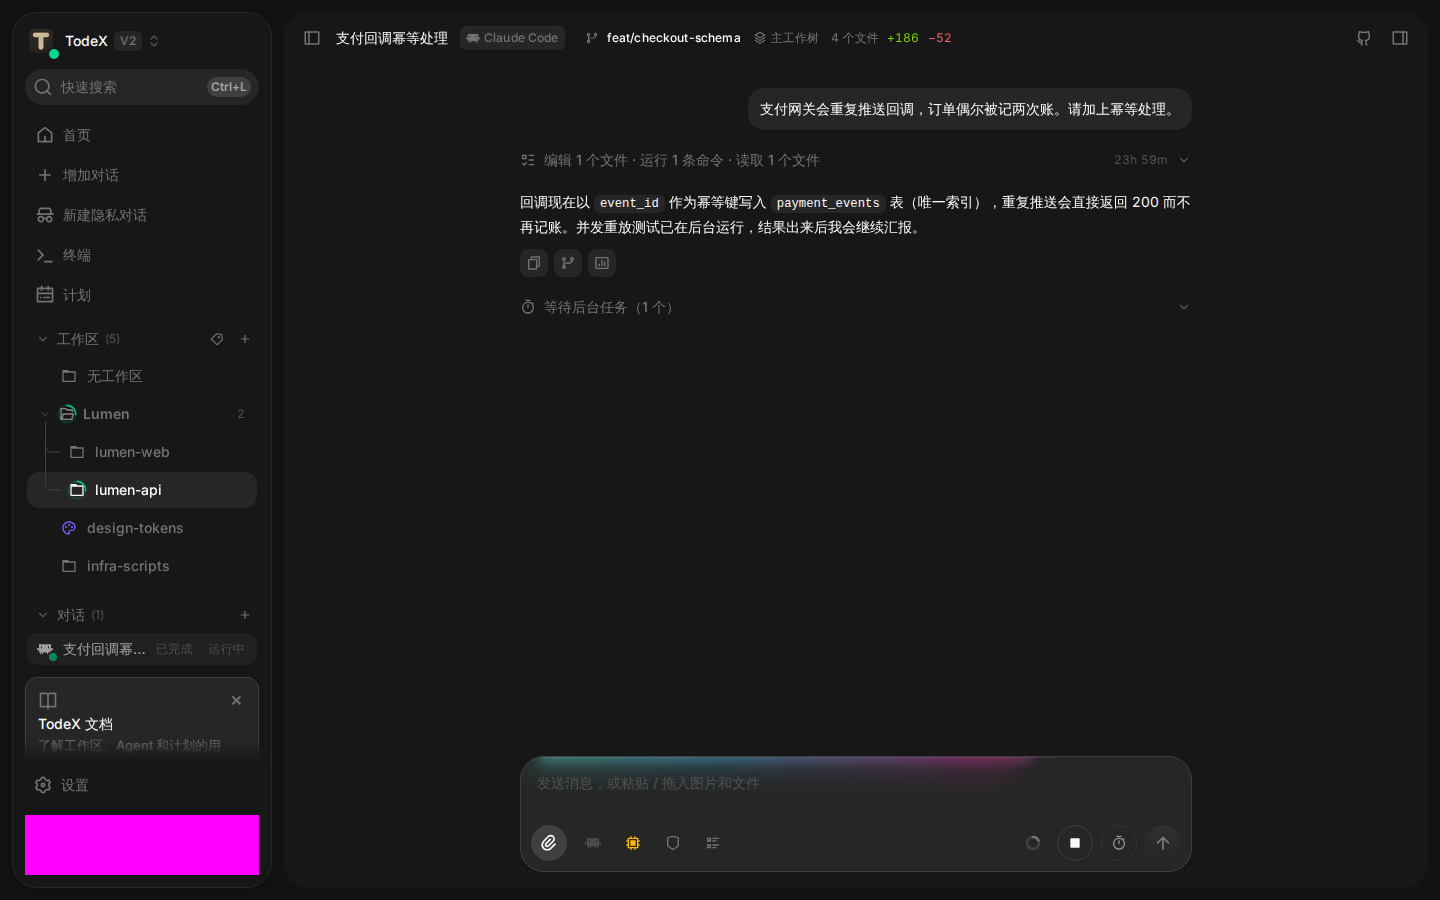 TodeX V2
快速搜索 Ctrl+L
首页
增加对话
新建隐私对话
终端
计划
工作区 (5)
无工作区
Lumen 2
lumen-web
lumen-api
design-tokens
infra-scripts
对话 (1)
支付回调幂... 已完成 运行中
TodeX 文档
了解工作区、Agent 和计划的用
设置
支付回调幂等处理 Claude Code feat/checkout-schema 主工作树 4 个文件 +186 −52
支付网关会重复推送回调，订单偶尔被记两次账。请加上幂等处理。
编辑 1 个文件 · 运行 1 条命令 · 读取 1 个文件 23h 59m
回调现在以 event_id 作为幂等键写入 payment_events 表（唯一索引），重复推送会直接返回 200 而不
再记账。并发重放测试已在后台运行，结果出来后我会继续汇报。
等待后台任务（1 个）
发送消息，或粘贴 / 拖入图片和文件